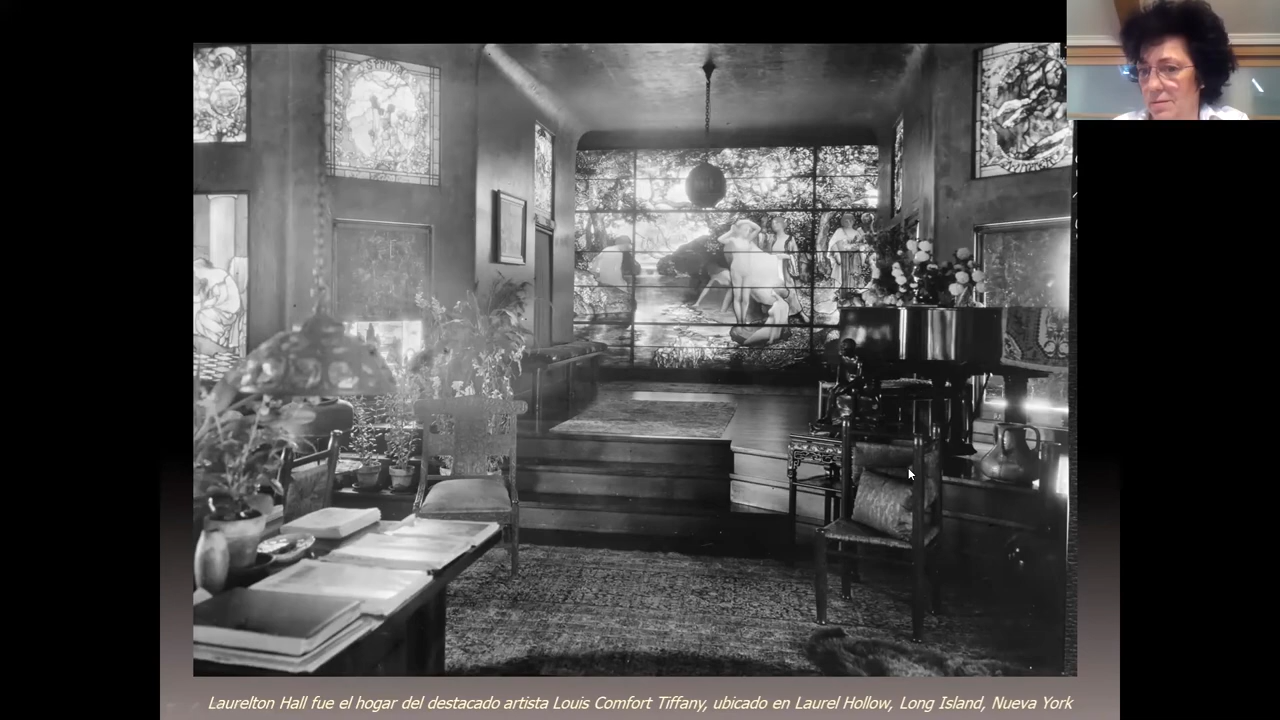 Laurelton Hall fue el hogar del destacado artista Louis Comfort Tiffany, ubicado en Laurel Hollow, Long Island, Nueva York